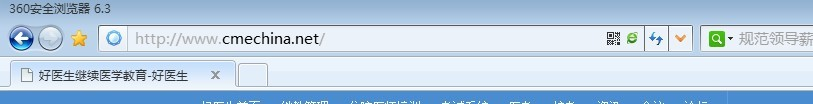 360安全浏览器 6.3
http://www.cmechina.net/
规范领导薪
好医生继续医学教育-好医生 X